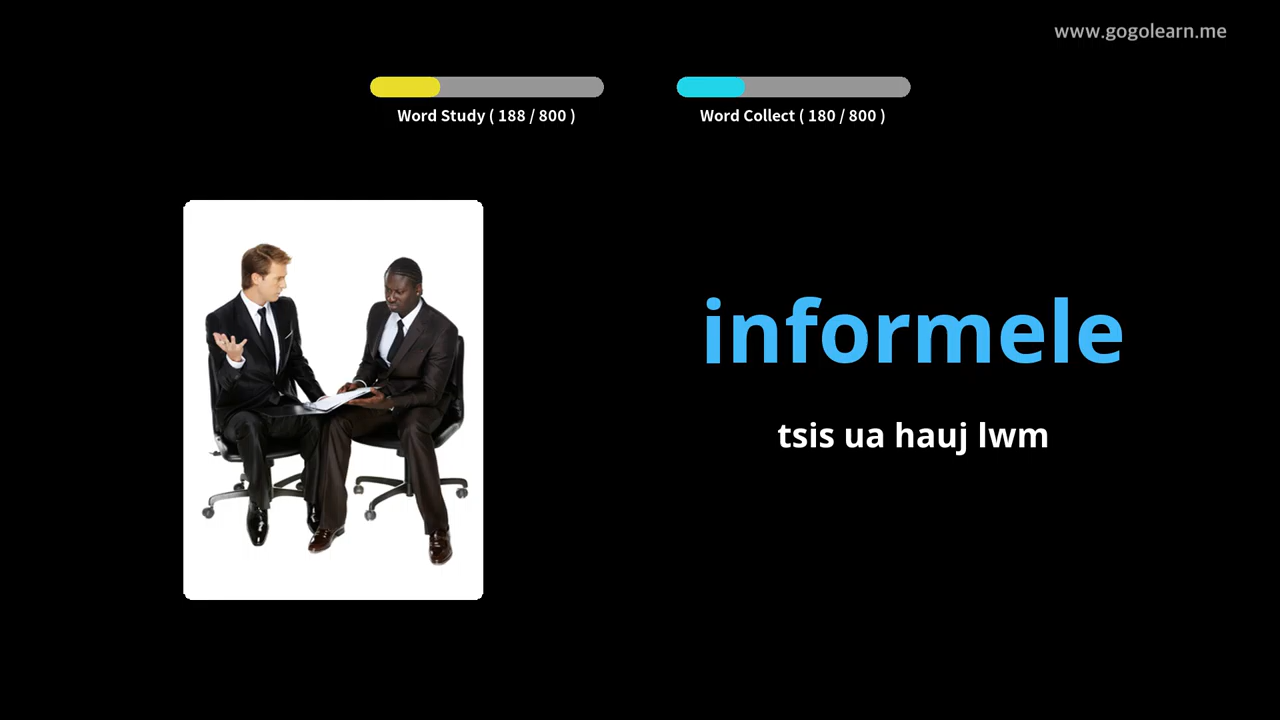 www.gogolearn.me
Word Study ( 188 / 800 )
Word Collect ( 180 / 800 )
informele
tsis ua hauj lwm